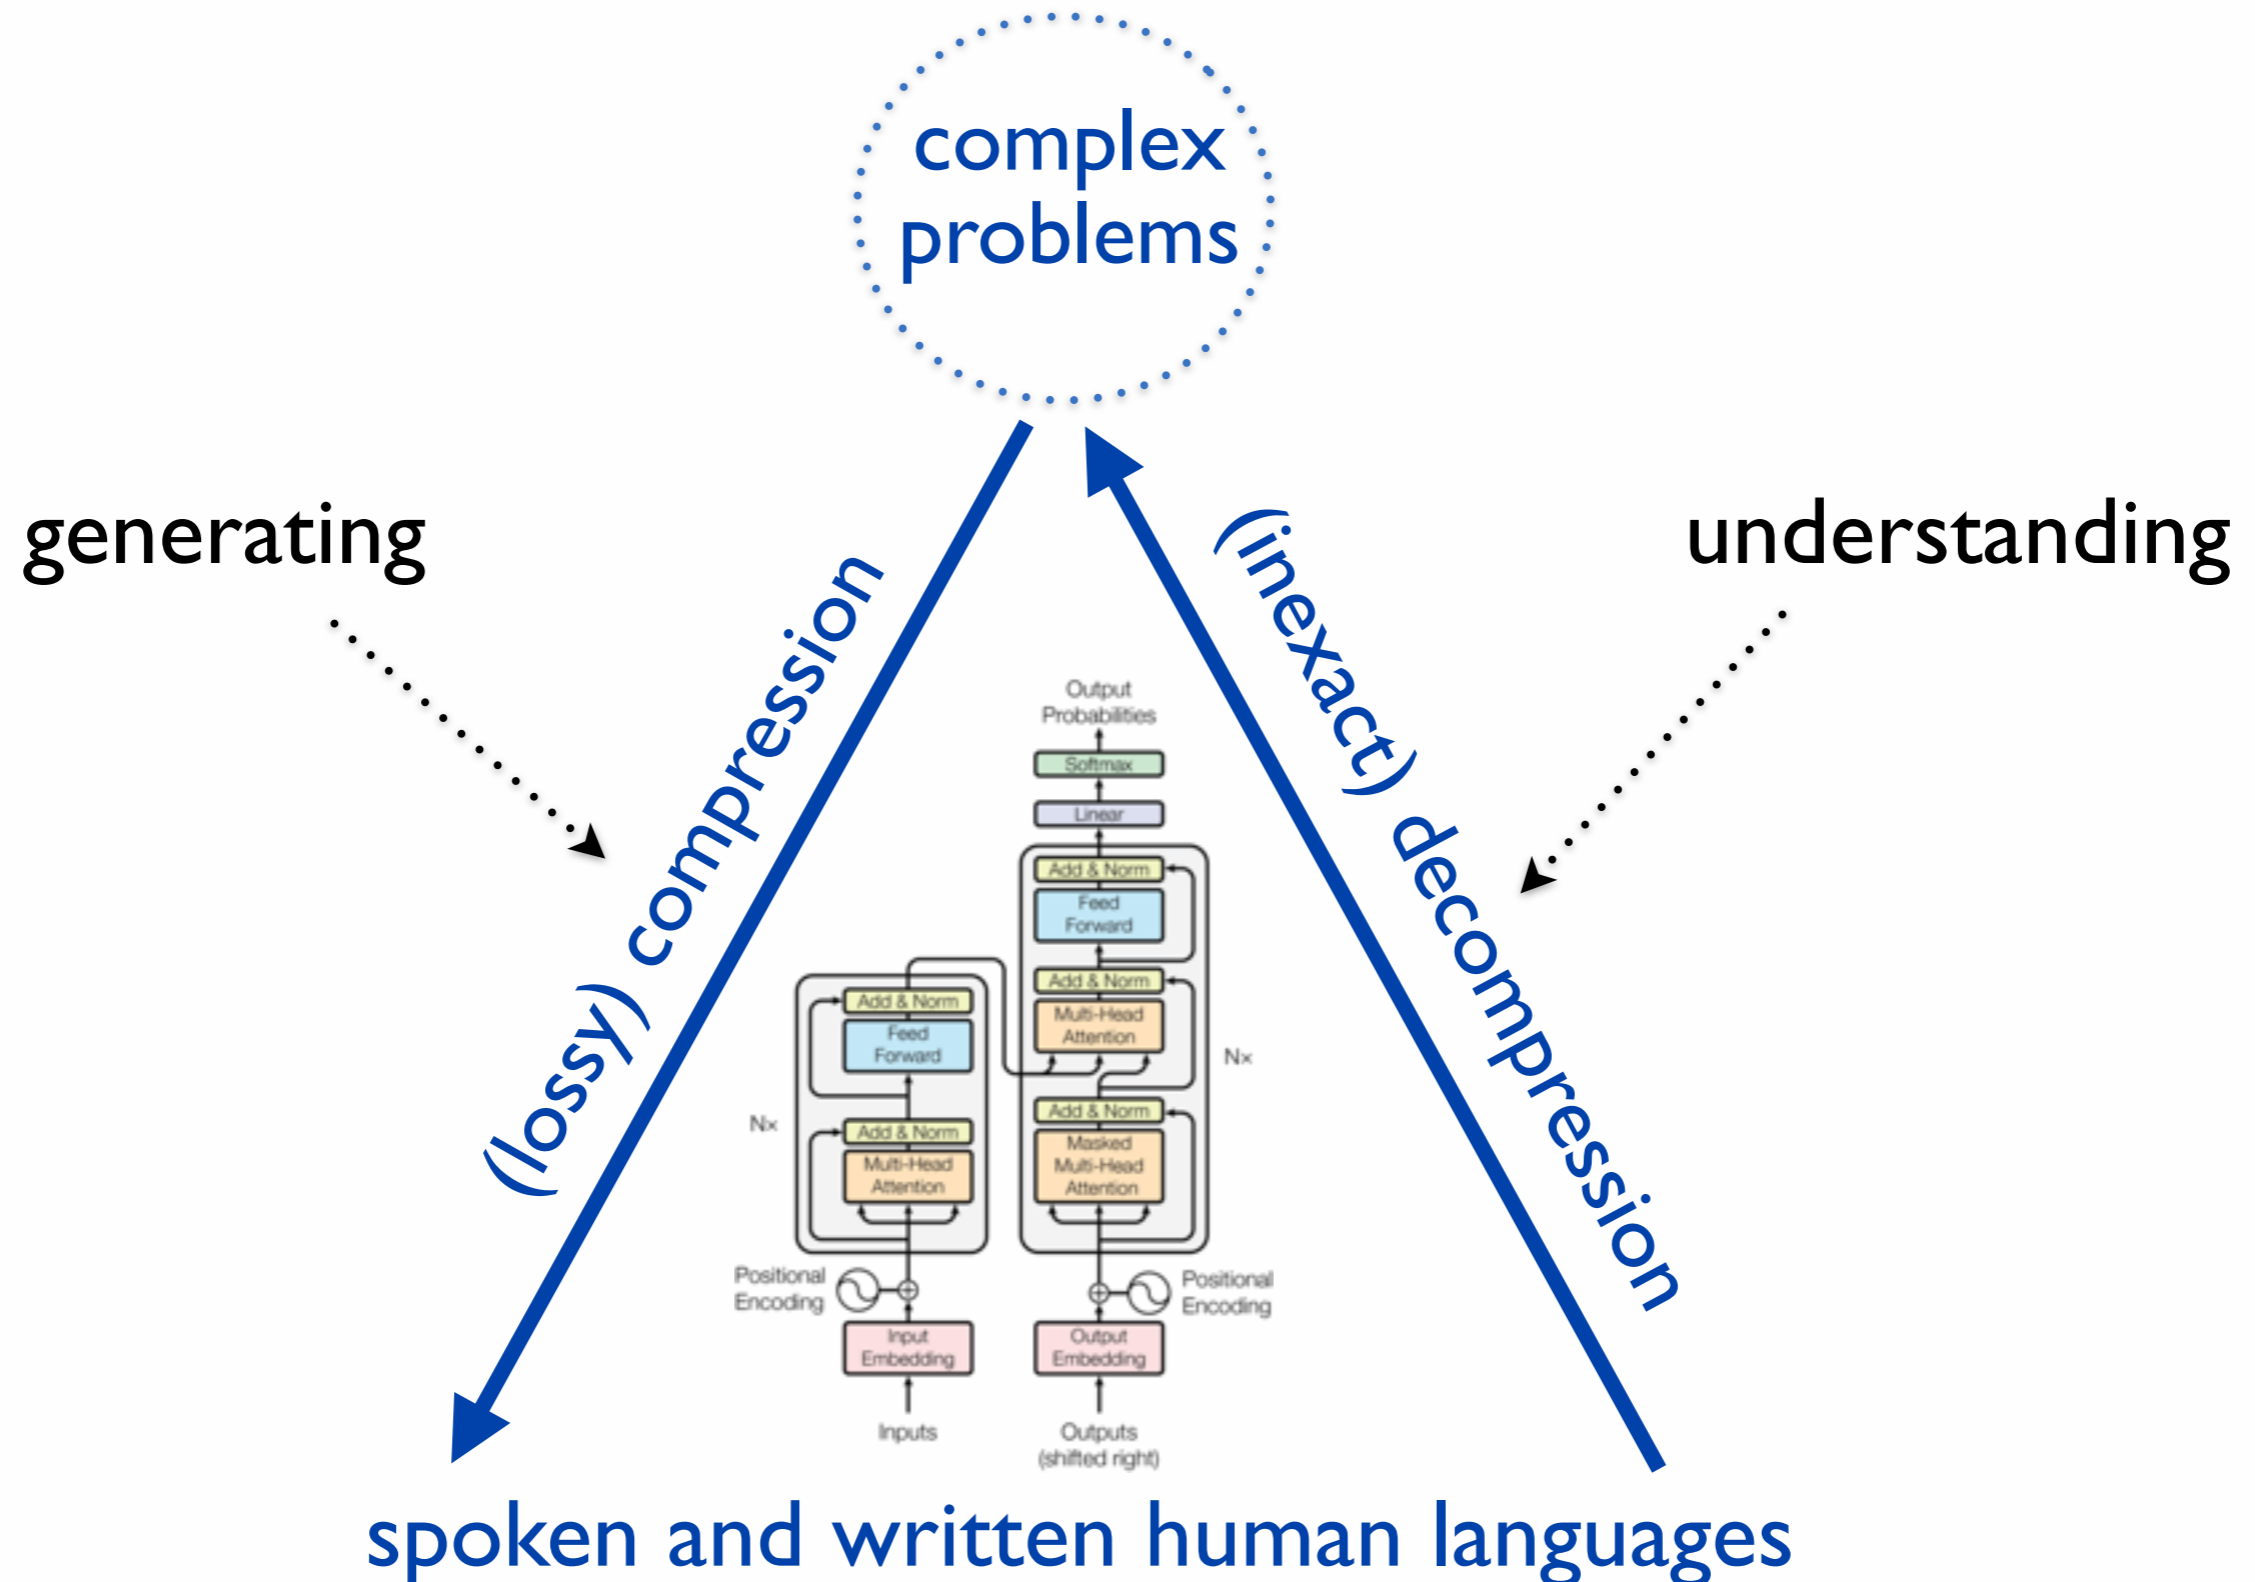 complex
problems
generating
understanding
(lossy) compression
(inexact) decompression
Output
Probabilities
Softmax
Linear
Add & Norm
Feed
Forward
Add & Norm
Multi-Head
Attention
Nx
Add & Norm
Masked
Multi-Head
Attention
Add & Norm
Feed
Forward
Nx
Add & Norm
Multi-Head
Attention
Positional
Encoding
Positional
Encoding
Input
Embedding
Output
Embedding
Inputs
Outputs
(shifted right)
spoken and written human languages